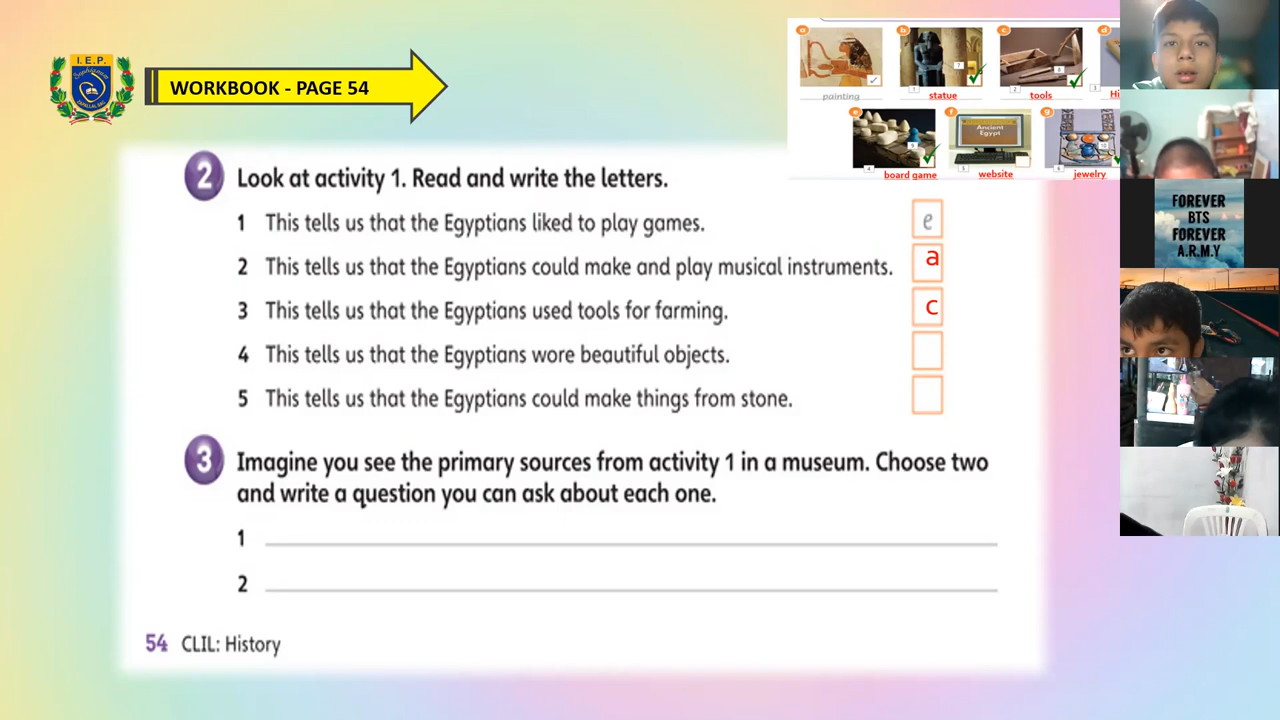 I.E.P.
WORKBOOK - PAGE 54
a
b
c
d
painting
statue
tools
Hi
e
f
g
Ancient
Egypt
board game
website
jewelry
2 Look at activity 1. Read and write the letters.
1 This tells us that the Egyptians liked to play games. e
2 This tells us that the Egyptians could make and play musical instruments. a
3 This tells us that the Egyptians used tools for farming. c
4 This tells us that the Egyptians wore beautiful objects.
5 This tells us that the Egyptians could make things from stone.
3 Imagine you see the primary sources from activity 1 in a museum. Choose two
and write a question you can ask about each one.
1
2
54 CLIL: History
FOREVER
BTS
FOREVER
A.R.M.Y